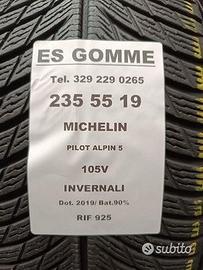 ES GOMME
Tel. 329 229 0265
235 55 19
MICHELIN
PILOT ALPIN 5
105V
INVERNALI
Dot. 2019/ Bat.90%
RIF 925
subito